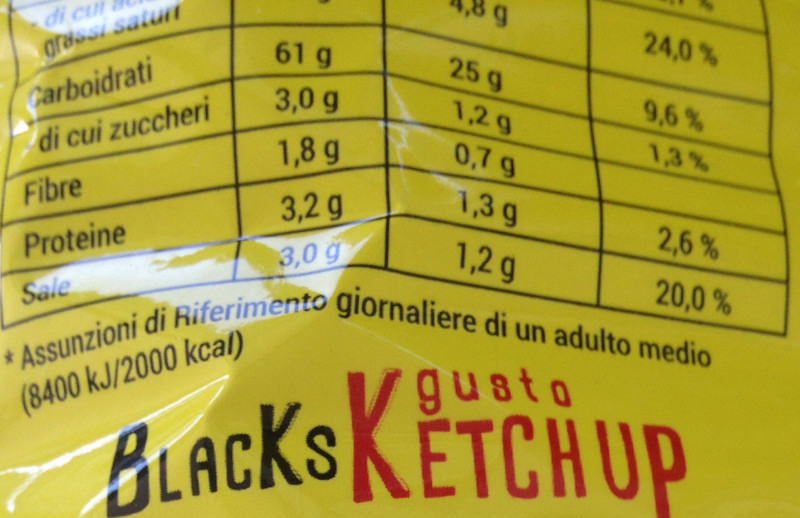 di cui
grassi saturi 4,8 g 24,0 %
Carboidrati 61 g 25 g 9,6 %
di cui zuccheri 3,0 g 1,2 g 1,3 %
Fibre 1,8 g 0,7 g
Proteine 3,2 g 1,3 g 2,6 %
Sale 3,0 g 1,2 g 20,0 %
* Assunzioni di Riferimento giornaliere di un adulto medio
(8400 kJ/2000 kcal)
gusto
BLACKS KETCHUP